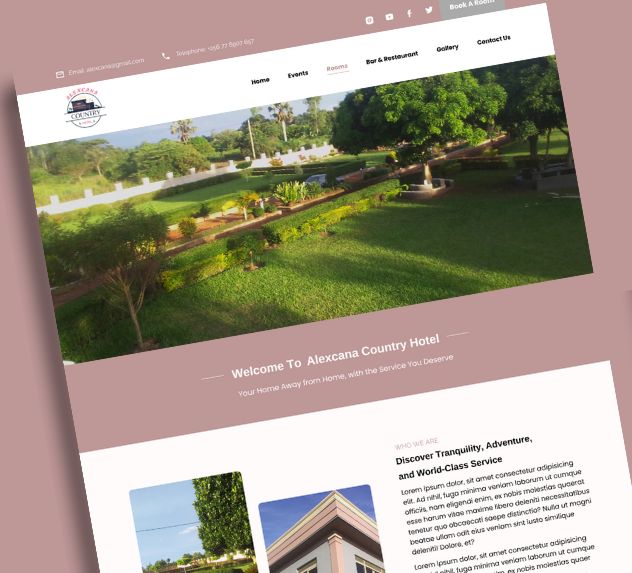 Book A Room
Email: alexcana@gmail.com
Telephone: +256 77 8907 657
Home
Events
Rooms
Bar & Restaurant
Gallery
Contact Us
ALEXCANA
COUNTRY
Welcome To Alexcana Country Hotel
Your Home Away from Home, with the Service You Deserve
WHO WE ARE
Discover Tranquility, Adventure,
and World-Class Service
Lorem ipsum dolor, sit amet consectetur adipisicing
elit. Ad nihil, fuga minima veniam laborum ut cumque
officiis, nam eligendi enim, ex nobis molestias quaerat
esse harum vitae maxime libero deleniti necessitatibus
tenetur quo obcaecati saepe distinctio? Nulla ut magni
beatae ullam odit eius veniam sint iusto similique
deleniti! Dolore, et?
Lorem ipsum dolor, sit amet consectetur adipisicing
elit. Ad nihil, fuga minima veniam laborum ut cumque
officiis, nam eligendi enim, ex nobis molestias quaer